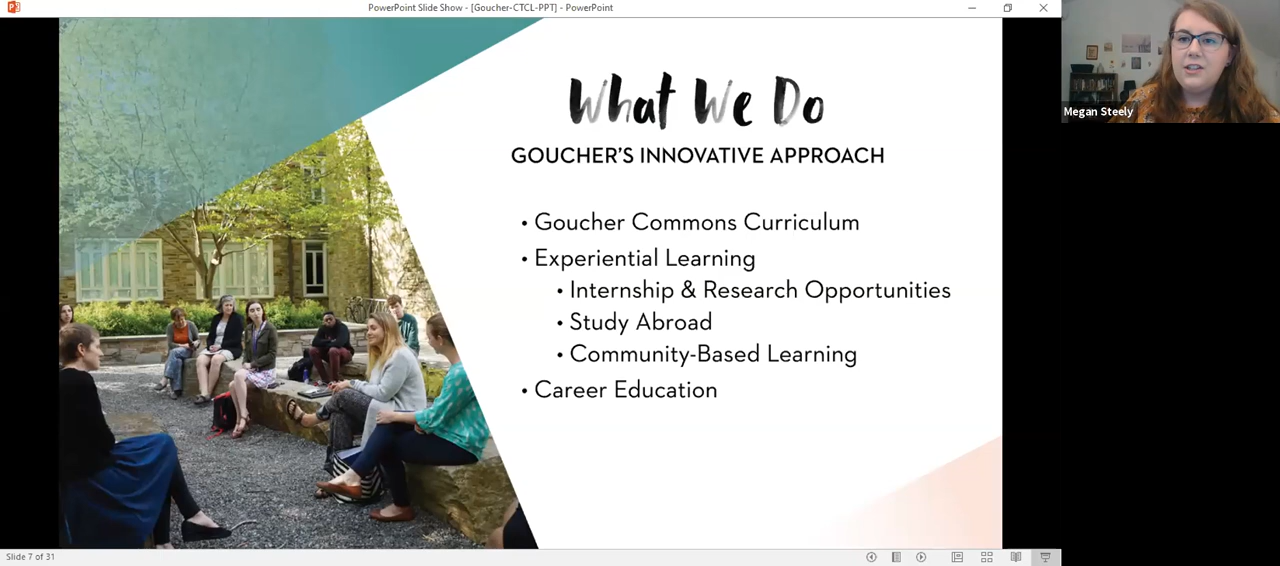 PowerPoint Slide Show - [Goucher-CTCL-PPT] - PowerPoint
Megan Steely
What We Do
GOUCHER'S INNOVATIVE APPROACH
• Goucher Commons Curriculum
• Experiential Learning
• Internship & Research Opportunities
• Study Abroad
• Community-Based Learning
• Career Education
Slide 7 of 31